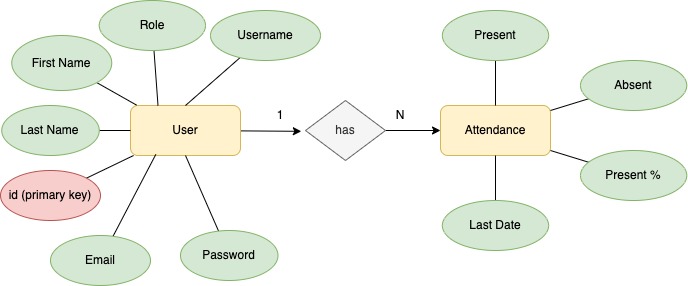 Role
Username
Present
First Name
Absent
1
N
Last Name
User
has
Attendance
Present %
id (primary key)
Last Date
Email
Password